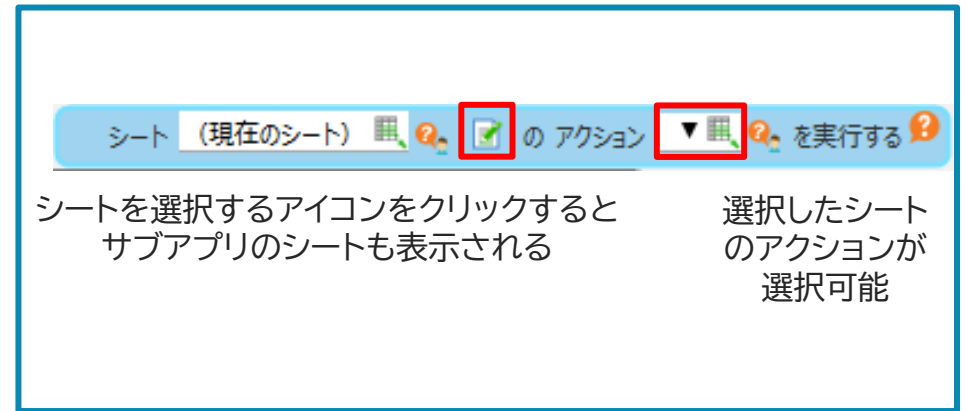 シート (現在のシート) の アクション ▼ を実行する
シートを選択するアイコンをクリックすると
サブアプリのシートも表示される
選択したシート
のアクションが
選択可能